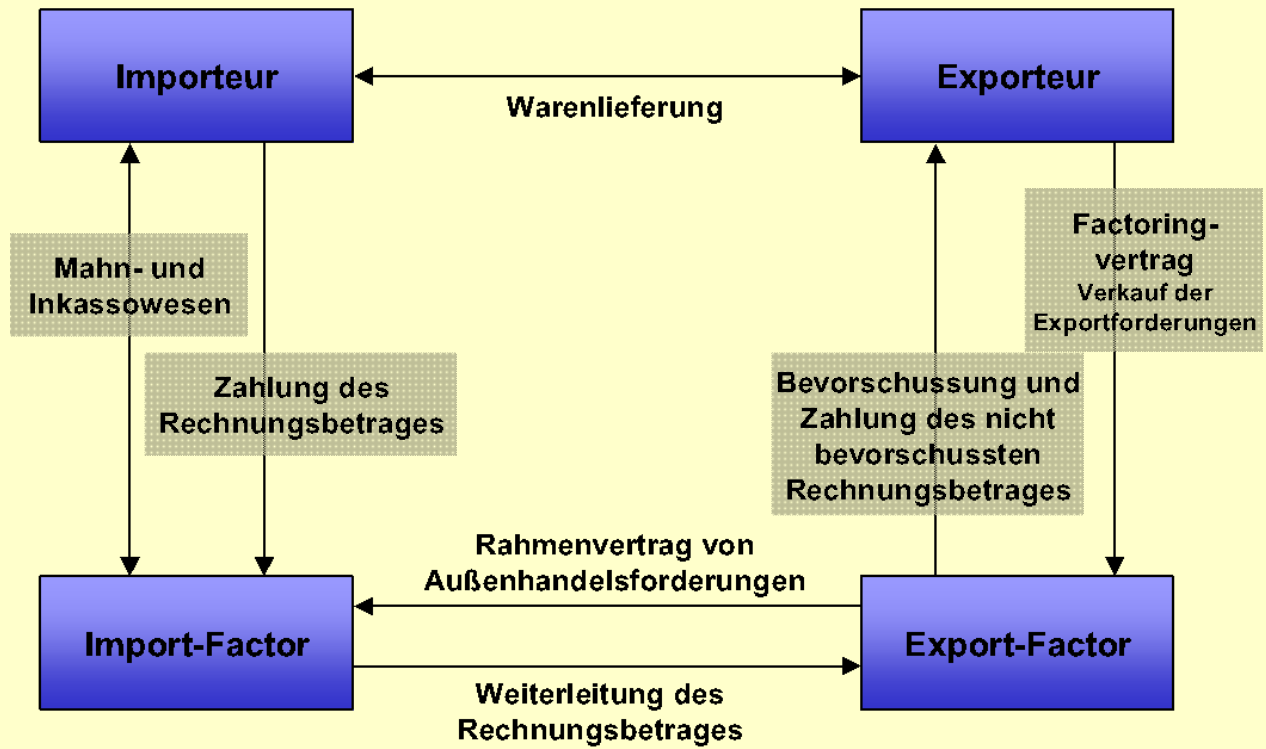 Importeur
Exporteur
Warenlieferung
Mahn- und
Inkassowesen
Zahlung des
Rechnungsbetrages
Factoring-
vertrag
Verkauf der
Exportforderungen
Bevorschussung und
Zahlung des nicht
bevorschussten
Rechnungsbetrages
Rahmenvertrag von
Außenhandelsforderungen
Import-Factor
Export-Factor
Weiterleitung des
Rechnungsbetrages